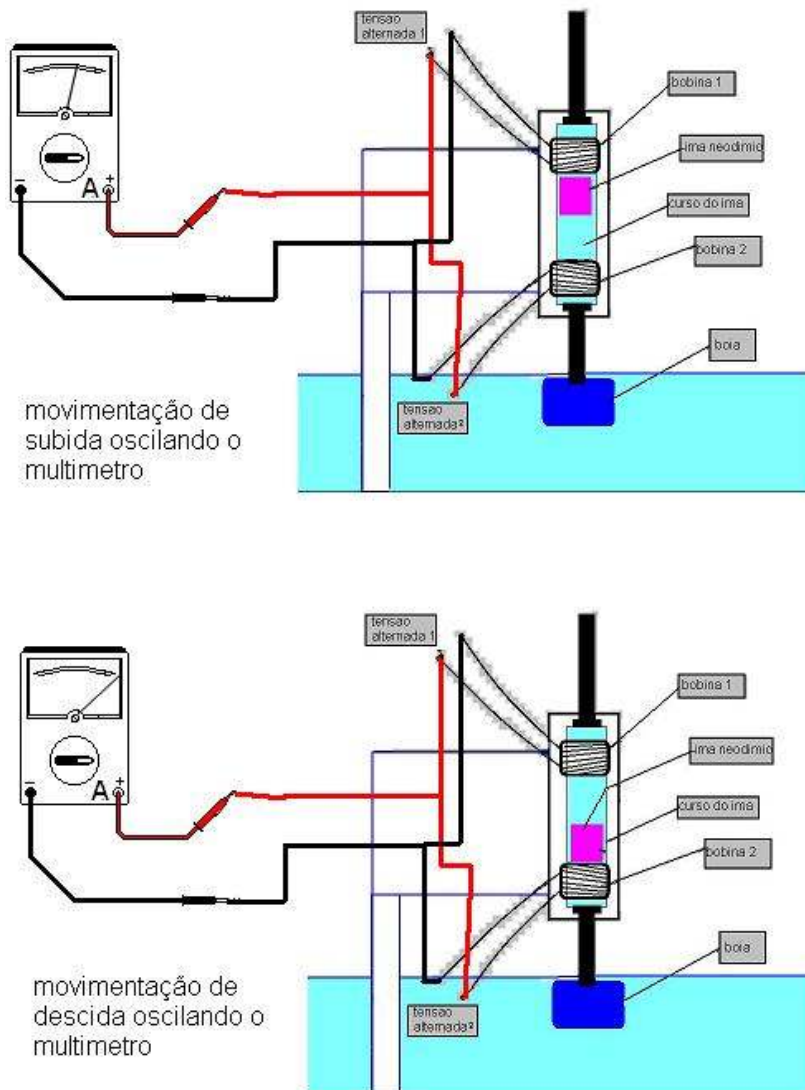 tensao
alternada 1
bobina 1
ima neodimio
curso do ima
bobina 2
boia
A
+
−
tensao
alternada²
movimentação de
subida oscilando o
multimetro
tensao
alternada 1
bobina 1
ima neodimio
curso do ima
bobina 2
boia
A
+
−
tensao
alternada²
movimentação de
descida oscilando o
multimetro